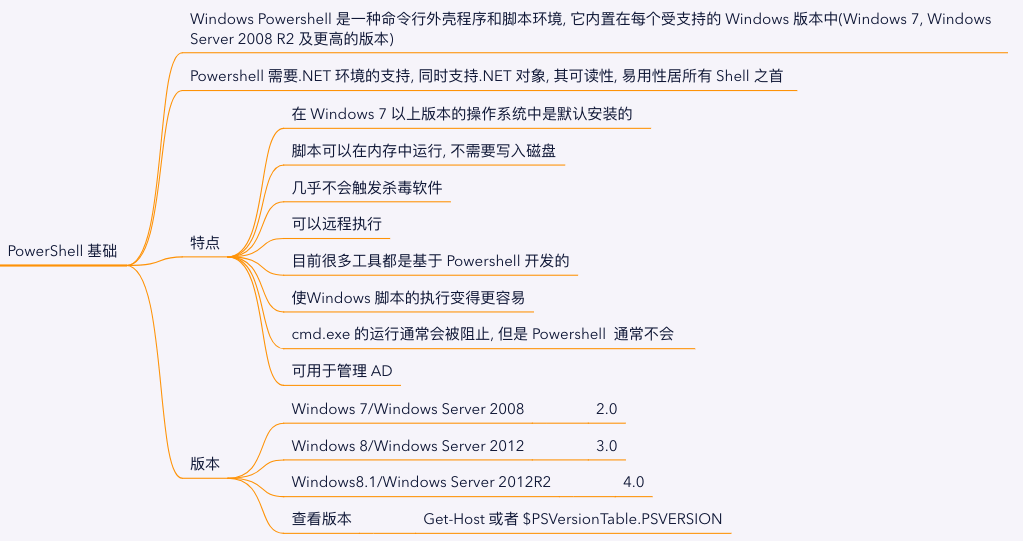 Windows Powershell 是一种命令行外壳程序和脚本环境, 它内置在每个受支持的 Windows 版本中(Windows 7, Windows
Server 2008 R2 及更高的版本)
Powershell 需要.NET 环境的支持, 同时支持.NET 对象, 其可读性, 易用性居所有 Shell 之首
PowerShell 基础
特点
在 Windows 7 以上版本的操作系统中是默认安装的
脚本可以在内存中运行, 不需要写入磁盘
几乎不会触发杀毒软件
可以远程执行
目前很多工具都是基于 Powershell 开发的
使Windows 脚本的执行变得更容易
cmd.exe 的运行通常会被阻止, 但是 Powershell  通常不会
可用于管理 AD
版本
Windows 7/Windows Server 2008 2.0
Windows 8/Windows Server 2012 3.0
Windows8.1/Windows Server 2012R2 4.0
查看版本 Get-Host 或者 $PSVersionTable.PSVERSION